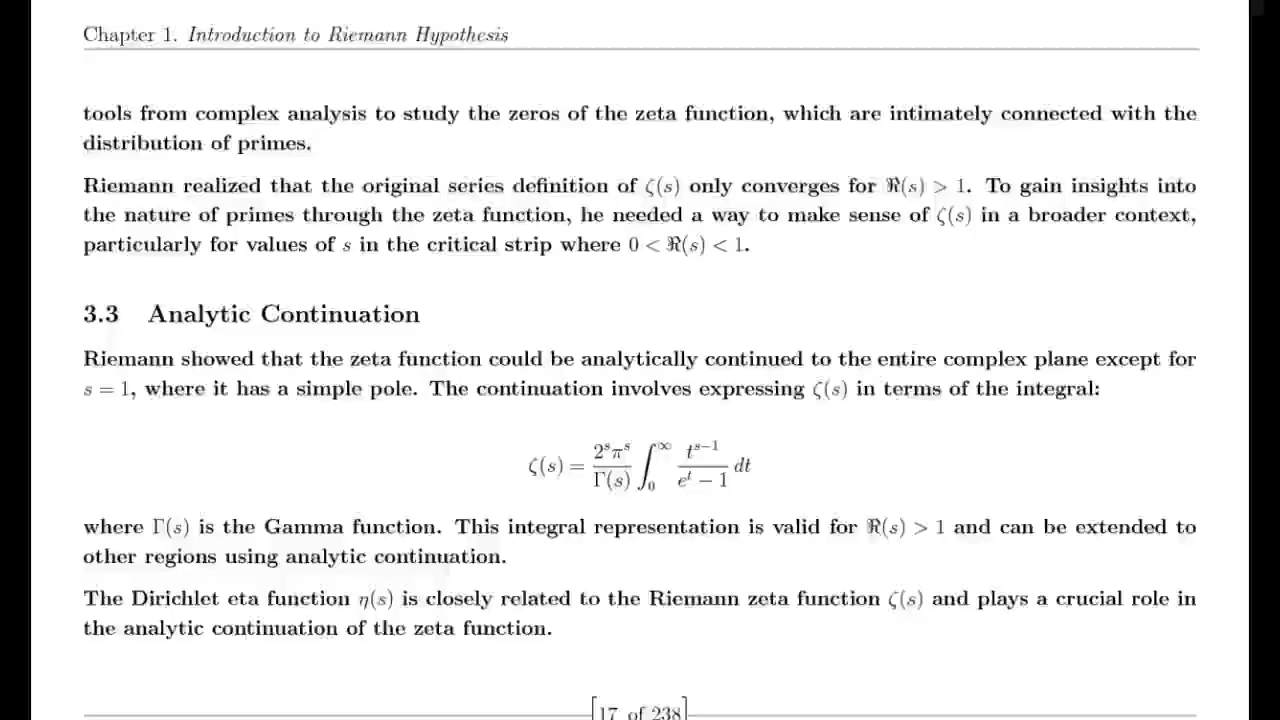 Chapter 1. Introduction to Riemann Hypothesis
tools from complex analysis to study the zeros of the zeta function, which are intimately connected with the
distribution of primes.
Riemann realized that the original series definition of ζ(s) only converges for ℜ(s) > 1. To gain insights into
the nature of primes through the zeta function, he needed a way to make sense of ζ(s) in a broader context,
particularly for values of s in the critical strip where 0 < ℜ(s) < 1.
3.3 Analytic Continuation
Riemann showed that the zeta function could be analytically continued to the entire complex plane except for
s = 1, where it has a simple pole. The continuation involves expressing ζ(s) in terms of the integral:
ζ(s) = \frac{2^s π^s}{Γ(s)} ∫_0^∞ \frac{t^{s−1}}{e^t − 1} dt
where Γ(s) is the Gamma function. This integral representation is valid for ℜ(s) > 1 and can be extended to
other regions using analytic continuation.
The Dirichlet eta function η(s) is closely related to the Riemann zeta function ζ(s) and plays a crucial role in
the analytic continuation of the zeta function.
[17 of 238]